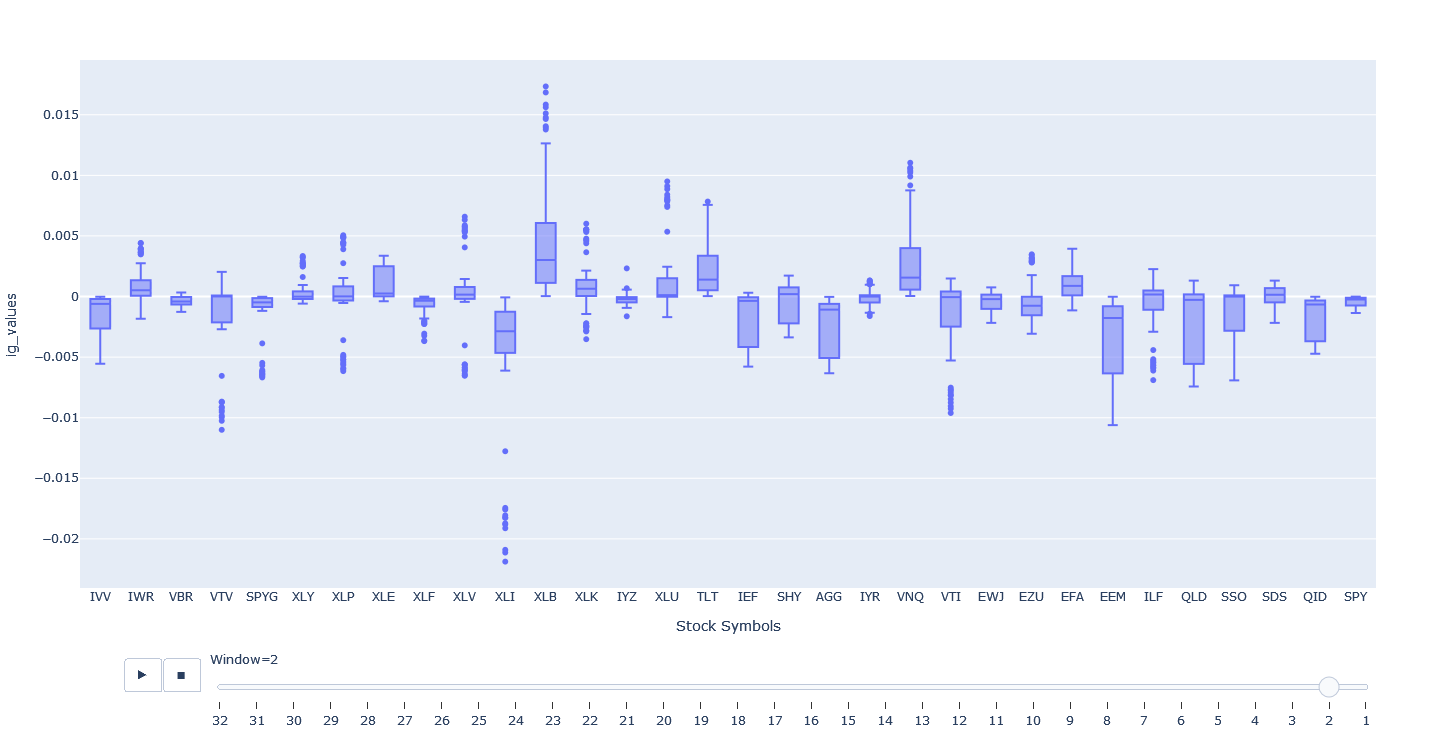 0.015
0.01
0.005
0
−0.005
−0.01
−0.015
−0.02
ig_values
IVV IWR VBR VTV SPYG XLY XLP XLE XLF XLV XLI XLB XLK IYZ XLU TLT IEF SHY AGG IYR VNQ VTI EWJ EZU EFA EEM ILF QLD SSO SDS QID SPY
Stock Symbols
Window=2
32 31 30 29 28 27 26 25 24 23 22 21 20 19 18 17 16 15 14 13 12 11 10 9 8 7 6 5 4 3 2 1